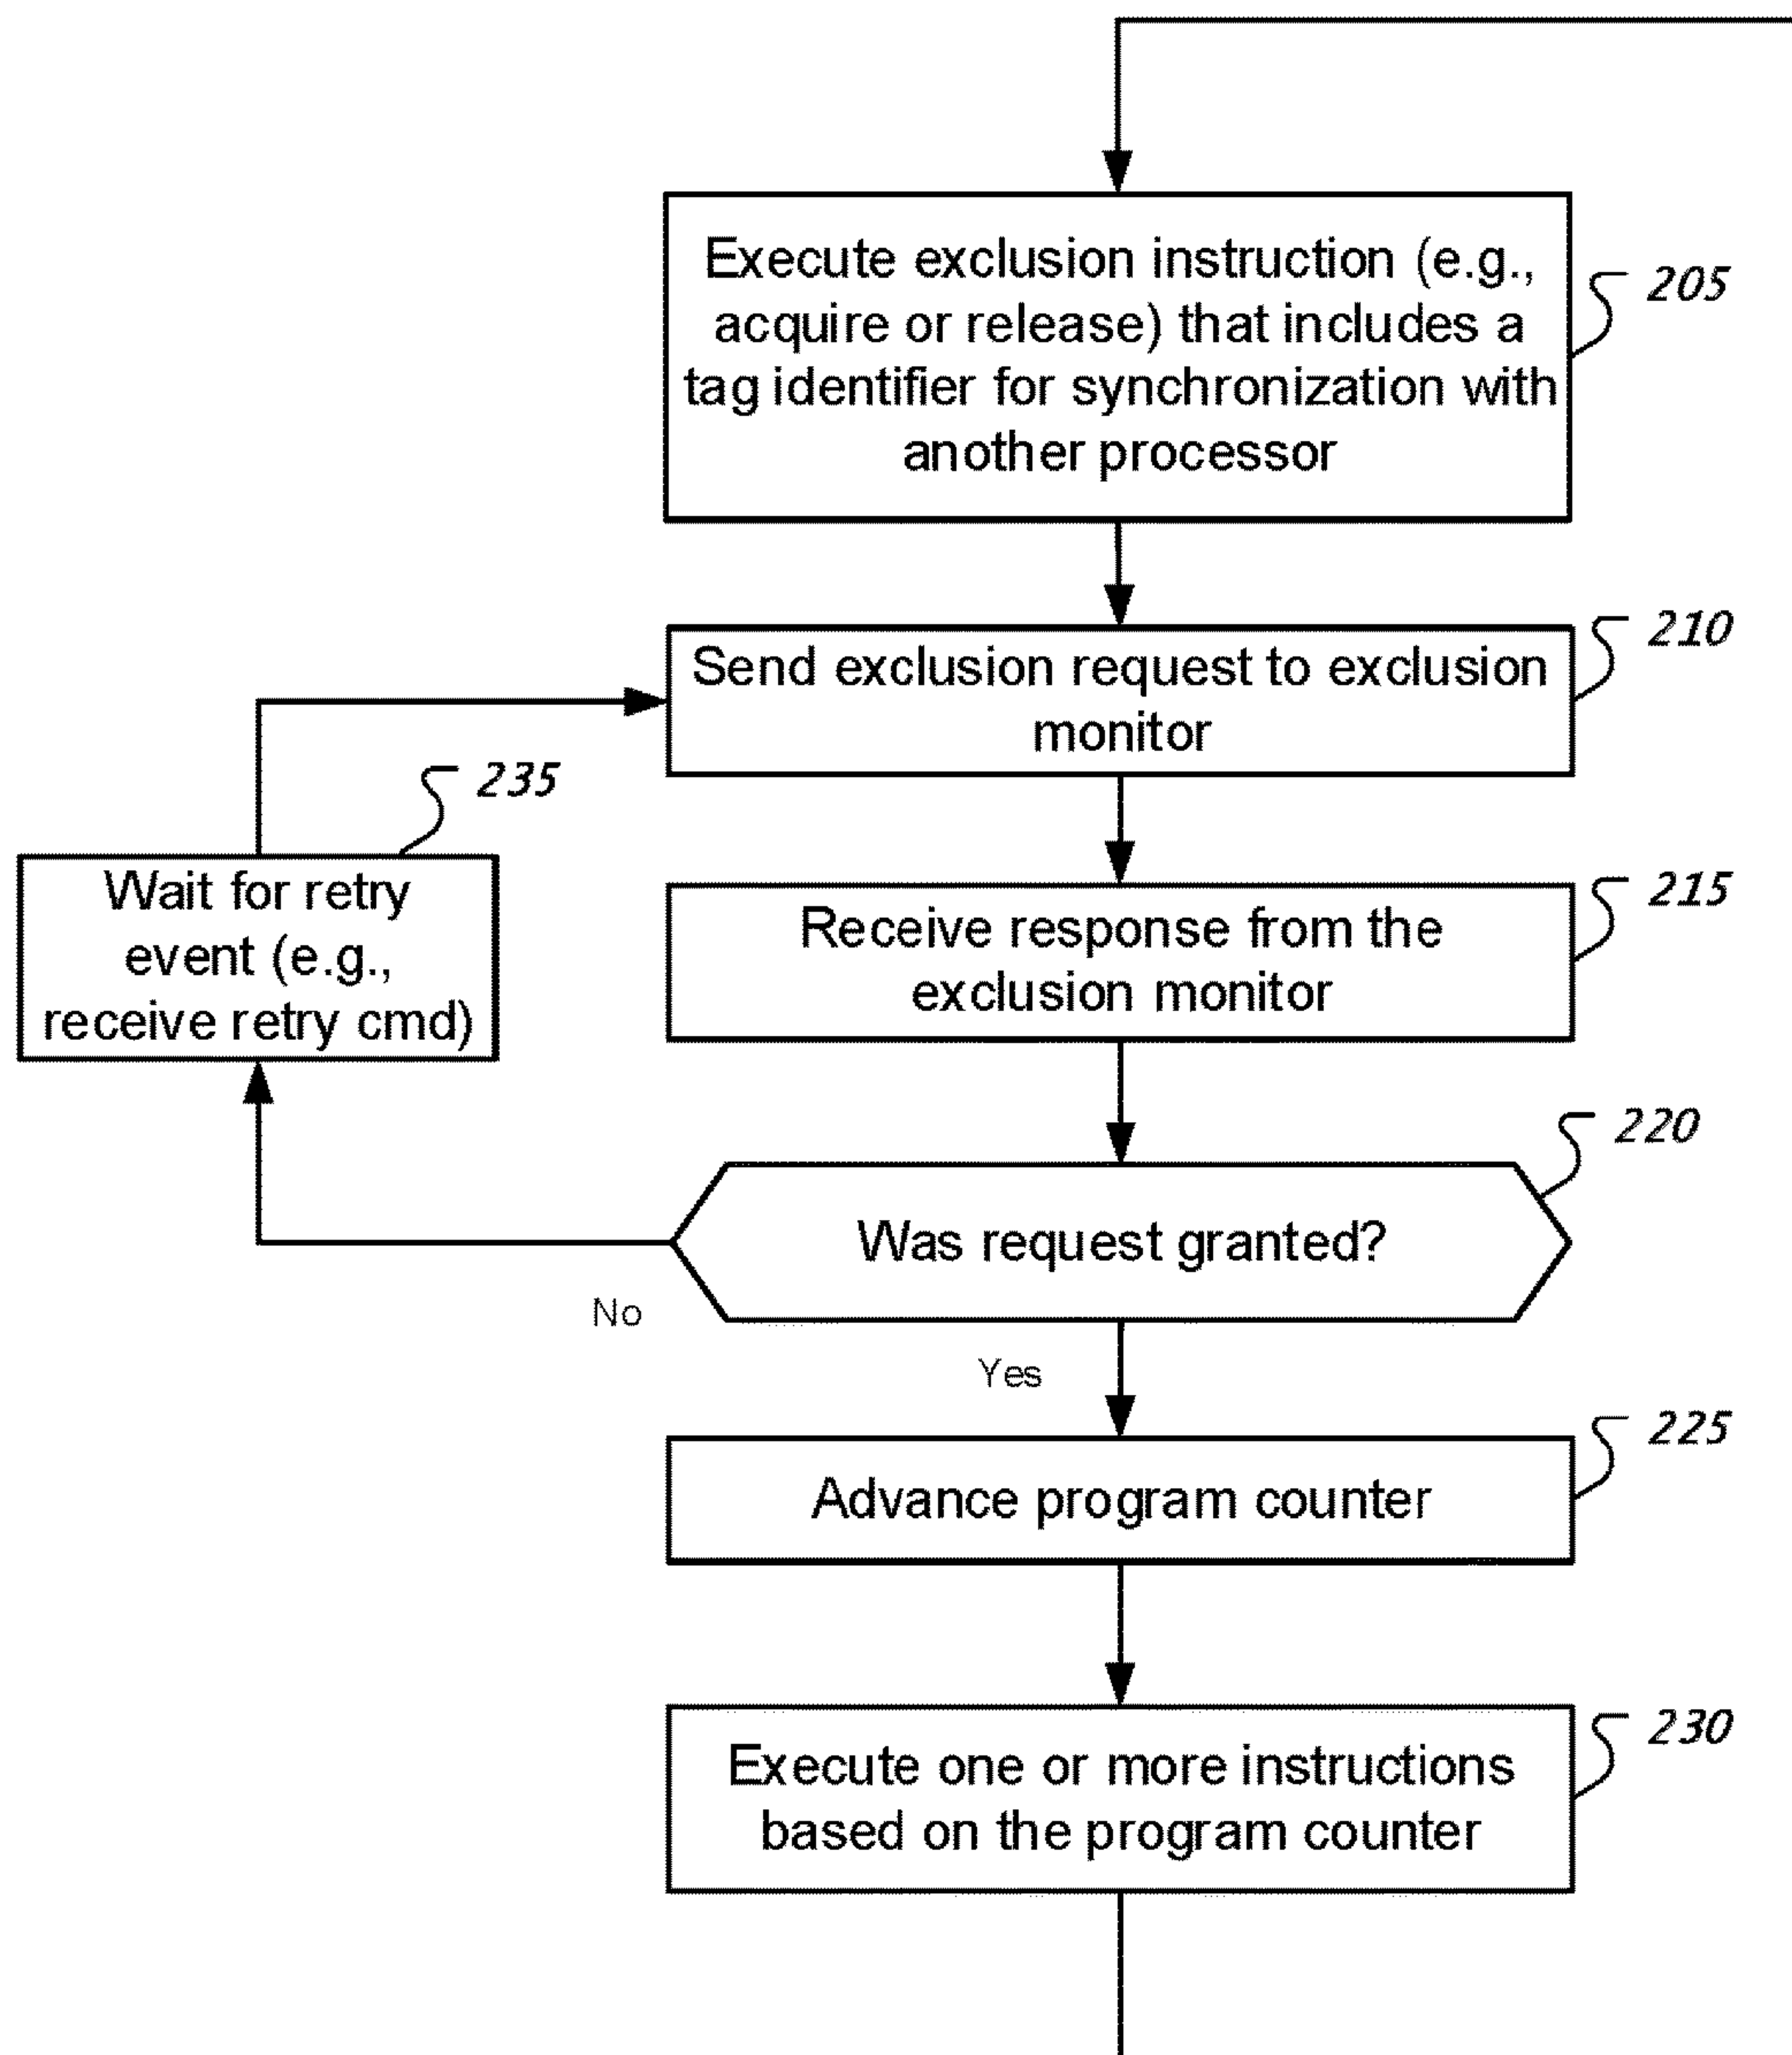 Execute exclusion instruction (e.g.,
acquire or release) that includes a
tag identifier for synchronization with
another processor
205
Send exclusion request to exclusion
monitor
210
235
Wait for retry
event (e.g.,
receive retry cmd)
Receive response from the
exclusion monitor
215
Was request granted?
220
No
Yes
Advance program counter
225
Execute one or more instructions
based on the program counter
230